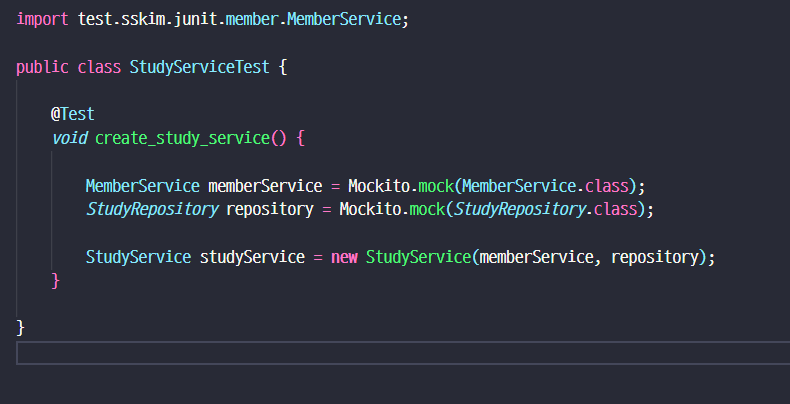 import test.sskim.junit.member.MemberService;
public class StudyServiceTest {
@Test
void create_study_service() {
MemberService memberService = Mockito.mock(MemberService.class);
StudyRepository repository = Mockito.mock(StudyRepository.class);
StudyService studyService = new StudyService(memberService, repository);
}
}